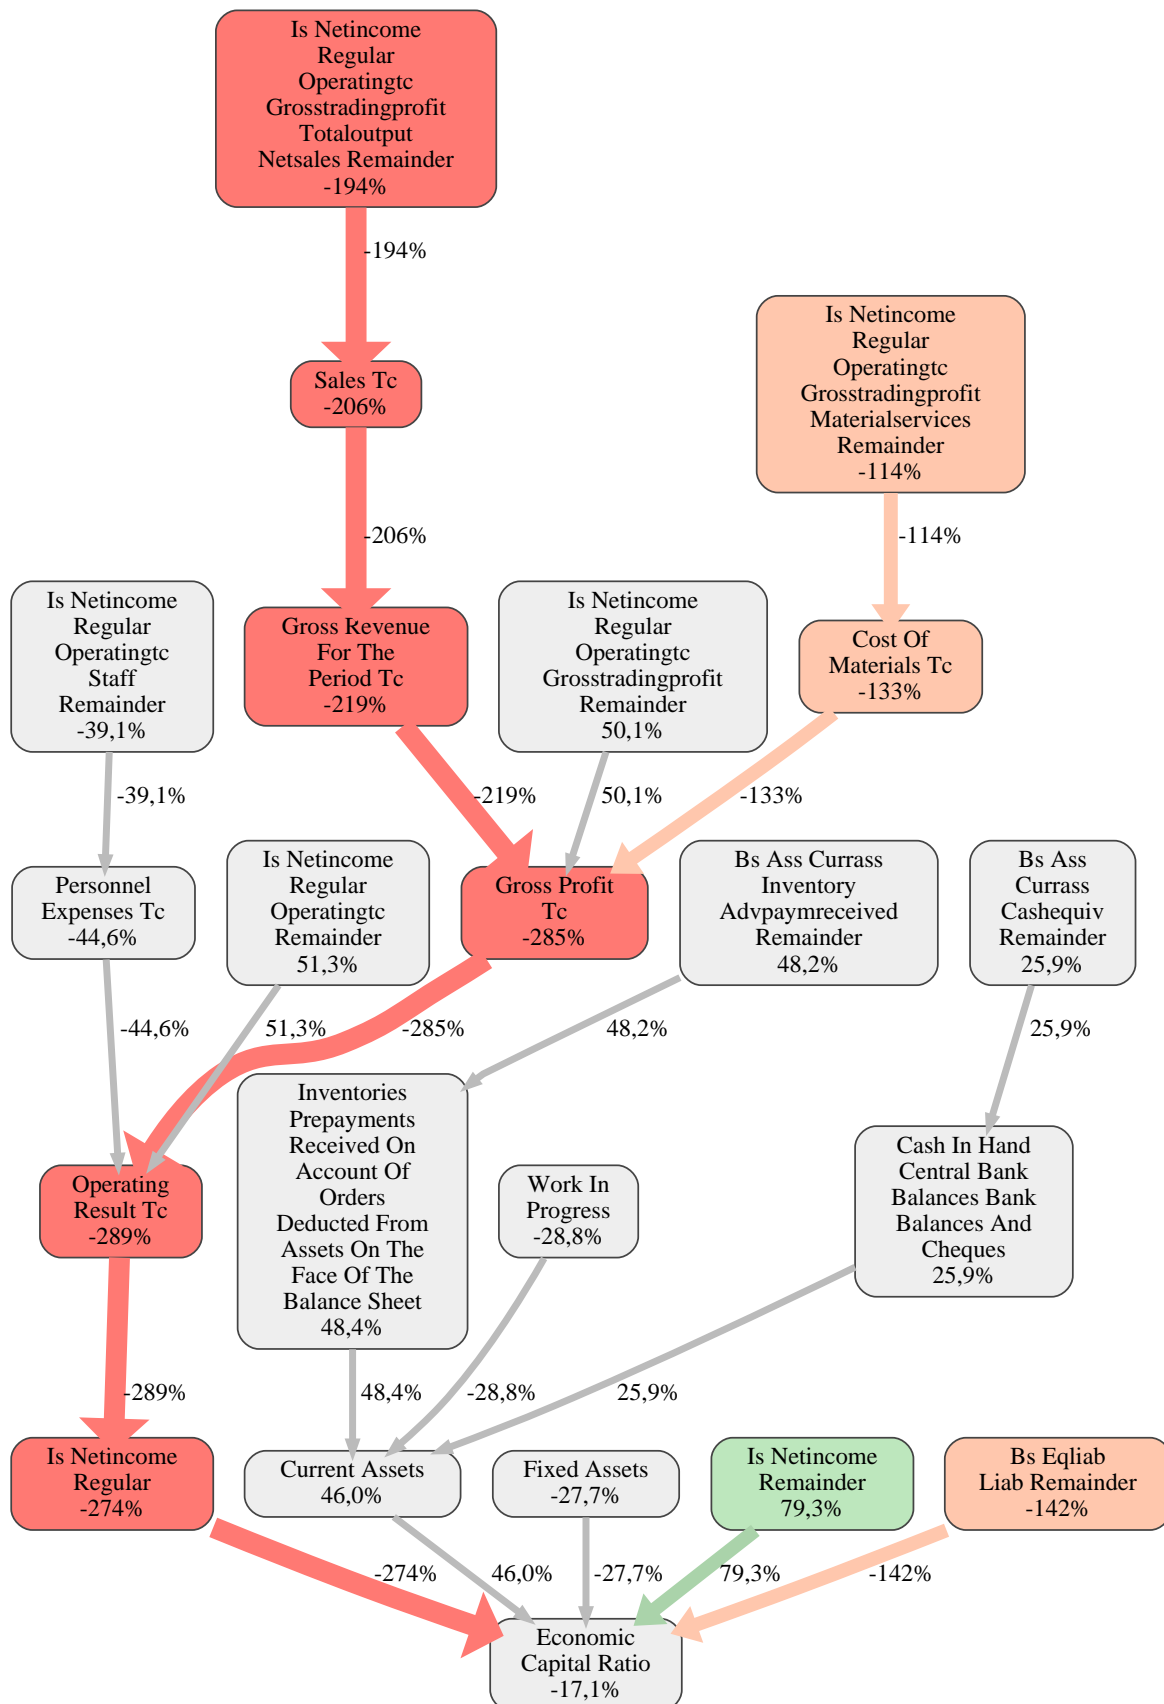 Is Netincome
Regular
Operatingtc
Grosstradingprofit
Totaloutput
Netsales Remainder
-194%
-194%
Sales Tc
-206%
Is Netincome
Regular
Operatingtc
Grosstradingprofit
Materialservices
Remainder
-114%
-206%
-114%
Is Netincome
Regular
Operatingtc
Staff
Remainder
-39,1%
Gross Revenue
For The
Period Tc
-219%
Is Netincome
Regular
Operatingtc
Grosstradingprofit
Remainder
50,1%
Cost Of
Materials Tc
-133%
-39,1%
-219%
50,1%
-133%
Personnel
Expenses Tc
-44,6%
Is Netincome
Regular
Operatingtc
Remainder
51,3%
Gross Profit
Tc
-285%
Bs Ass Currass
Inventory
Advpaymreceived
Remainder
48,2%
Bs Ass
Currass
Cashequiv
Remainder
25,9%
-44,6%
51,3%
-285%
48,2%
25,9%
Operating
Result Tc
-289%
Inventories
Prepayments
Received On
Account Of
Orders
Deducted From
Assets On The
Face Of The
Balance Sheet
48,4%
Work In
Progress
-28,8%
Cash In Hand
Central Bank
Balances Bank
Balances And
Cheques
25,9%
-289%
48,4%
-28,8%
25,9%
Is Netincome
Regular
-274%
Current Assets
46,0%
Fixed Assets
-27,7%
Is Netincome
Remainder
79,3%
Bs Eqliab
Liab Remainder
-142%
-274%
46,0%
-27,7%
79,3%
-142%
Economic
Capital Ratio
-17,1%